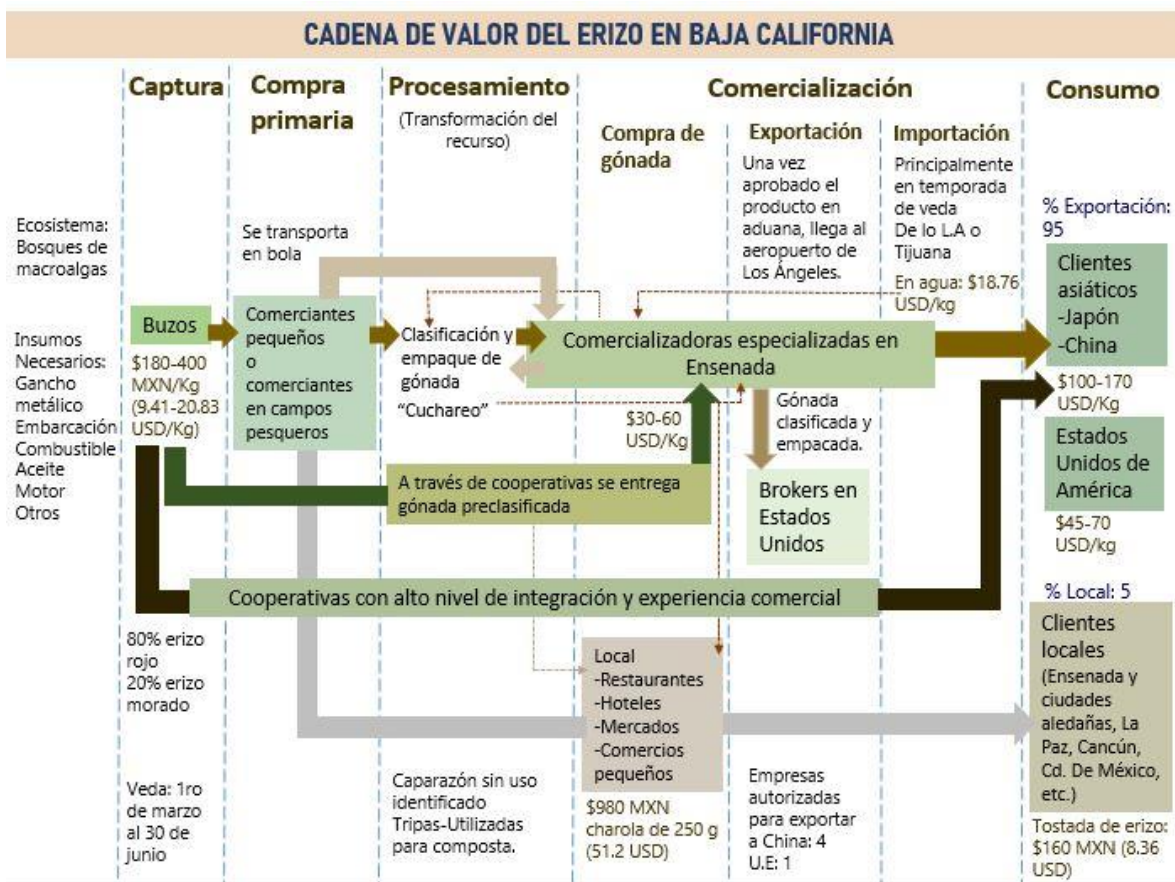 CADENA DE VALOR DEL ERIZO EN BAJA CALIFORNIA
Captura
Compra
primaria
Procesamiento
(Transformación del
recurso)
Comercialización
Consumo
Compra de
gónada
Exportación
Una vez
aprobado el
producto en
aduana, llega al
aeropuerto de
Los Ángeles.
Importación
Principalmente
en temporada
de veda
De lo L.A o
Tijuana
En agua: $18.76
USD/kg
Ecosistema:
Bosques de
macroalgas
Insumos
Necesarios:
Gancho
metálico
Embarcación
Combustible
Aceite
Motor
Otros
Buzos
$180-400
MXN/Kg
(9.41-20.83
USD/Kg)
Se transporta
en bola
Comerciantes
pequeños
o
comerciantes
en campos
pesqueros
Clasificación y
empaque de
gónada
“Cuchareo”
Comercializadoras especializadas en
Ensenada
$30-60
USD/Kg
Gónada
clasificada y
empacada.
Brokers en
Estados
Unidos
A través de cooperativas se entrega
gónada preclasificada
Cooperativas con alto nivel de integración y experiencia comercial
% Exportación:
95
Clientes
asiáticos
-Japón
-China
$100-170
USD/Kg
Estados
Unidos de
América
$45-70
USD/kg
% Local: 5
Clientes
locales
(Ensenada y
ciudades
aledañas, La
Paz, Cancún,
Cd. De México,
etc.)
Tostada de erizo:
$160 MXN (8.36
USD)
80% erizo
rojo
20% erizo
morado
Veda: 1ro
de marzo
al 30 de
junio
Caparazón sin uso
identificado
Tripas-Utilizadas
para composta.
Local
-Restaurantes
-Hoteles
-Mercados
-Comercios
pequeños
$980 MXN
charola de 250 g
(51.2 USD)
Empresas
autorizadas
para exportar
a China: 4
U.E: 1